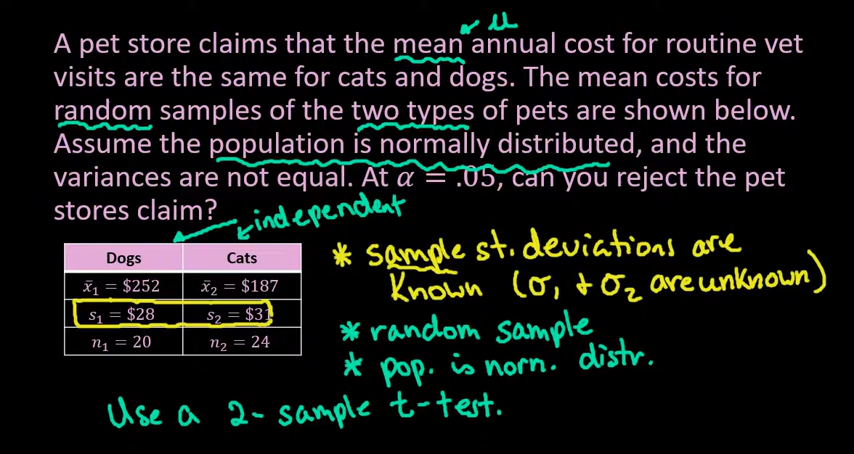 μ
A pet store claims that the mean annual cost for routine vet
visits are the same for cats and dogs. The mean costs for
random samples of the two types of pets are shown below.
Assume the population is normally distributed, and the
variances are not equal. At α = .05, can you reject the pet
stores claim?
independent
Dogs Cats
x̄₁ = $252 x̄₂ = $187
s₁ = $28 s₂ = $31
n₁ = 20 n₂ = 24
* sample st. deviations are
known (σ₁ + σ₂ are unknown)
* random sample
* pop. is norm. distr.
Use a 2-sample t-test.